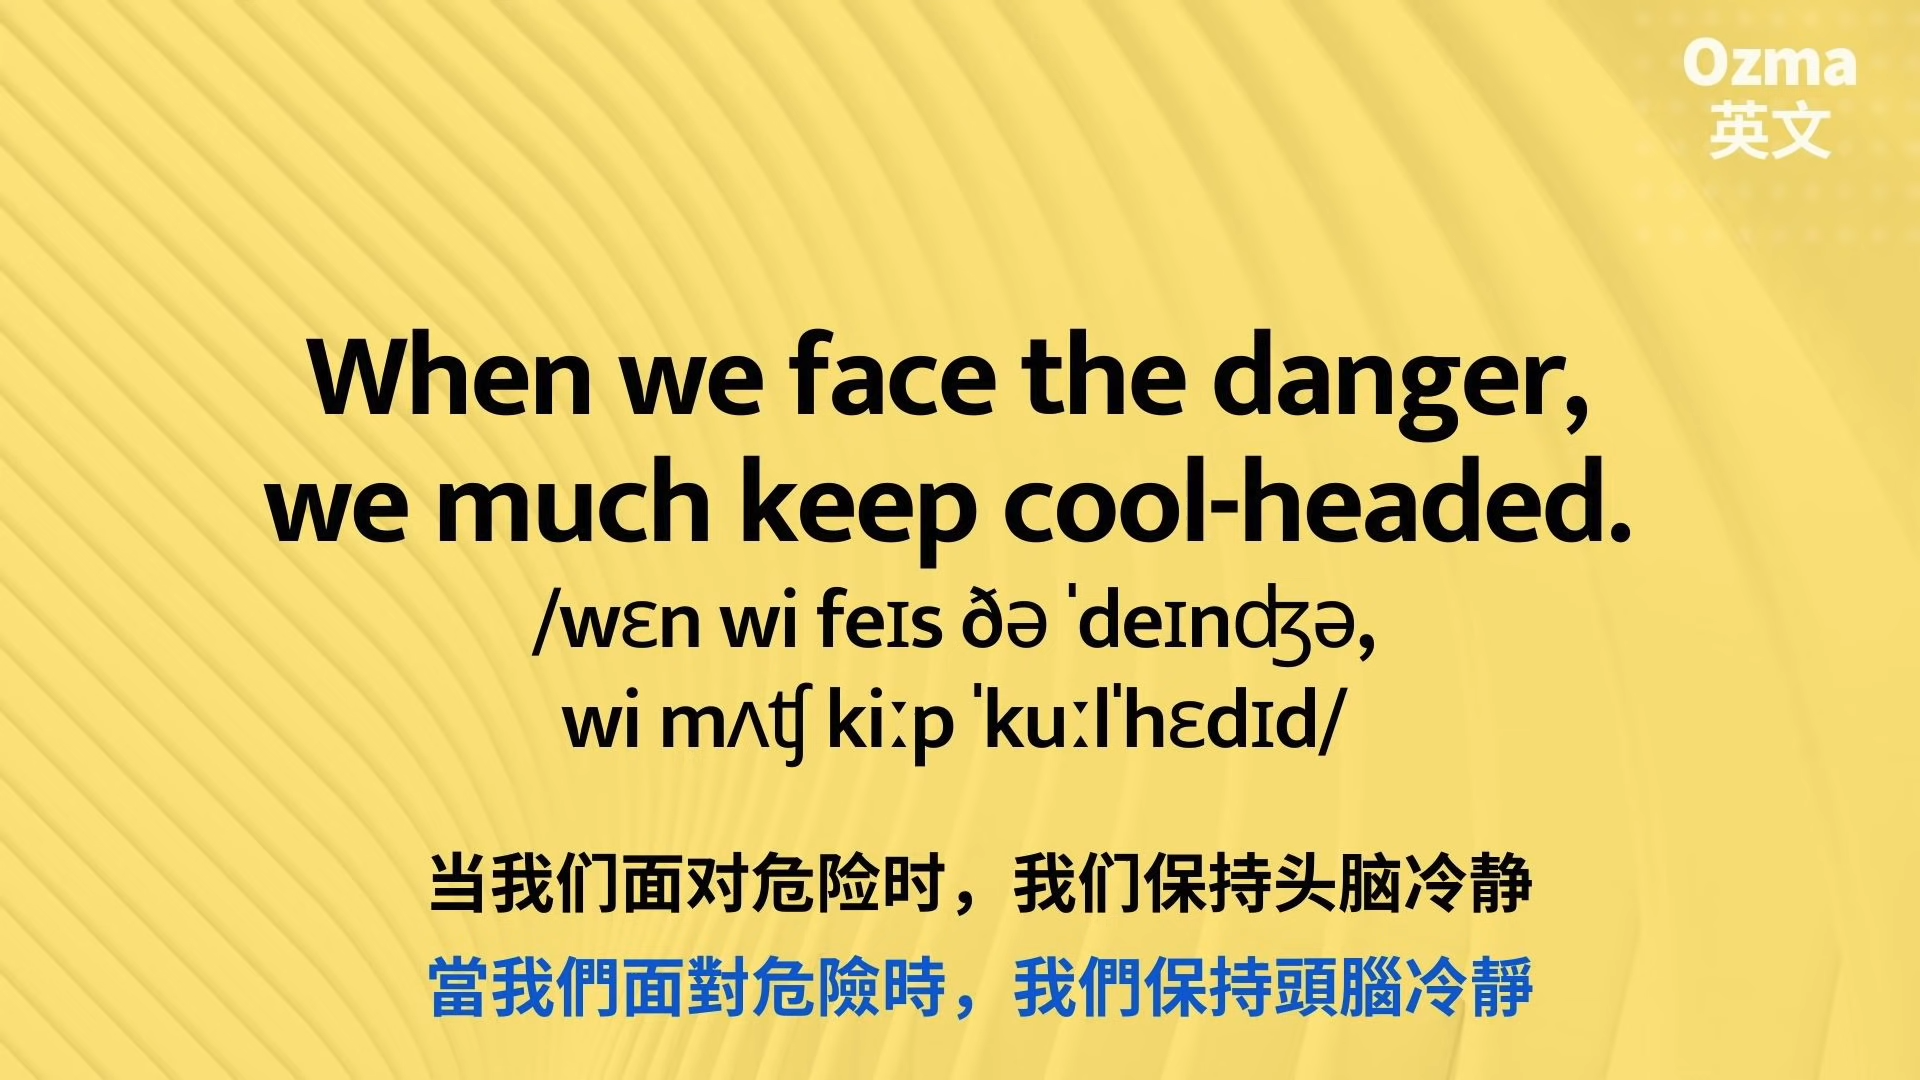 Ozma
英文
When we face the danger,
we much keep cool-headed.
/wɛn wi feɪs ðə ˈdeɪnʤə,
wi mʌʧ kiːp ˈkuːlˈhɛdɪd/
当我们面对危险时，我们保持头脑冷静
當我們面對危險時，我們保持頭腦冷靜